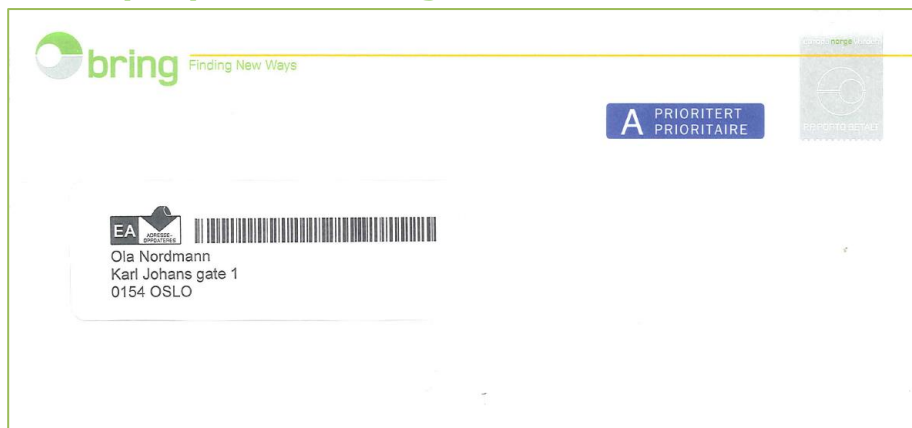 norge
bring
Finding New Ways
A PRIORITERT
PRIORITAIRE
PORTO BETALT
EA ADRESSE-
OPPDATERES
Ola Nordmann
Karl Johans gate 1
0154 OSLO